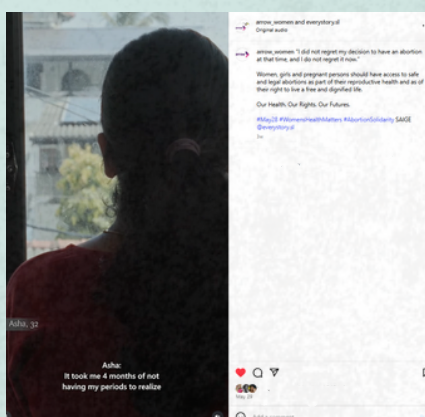 Asha, 32
Asha:
It took me 4 months of not
having my periods to realize
arrow_women and everystory.sl
Original audio
arrow_women "I did not regret my decision to have an abortion
at that time, and I do not regret it now."
Women, girls and pregnant persons should have access to safe
and legal abortions as part of their reproductive health and as of
their right to live a free and dignified life.
Our Health. Our Rights. Our Futures.
#May28 #WomensHealthMatters #AbortionSolidarity SAIGE
@everystory.sl
May 28